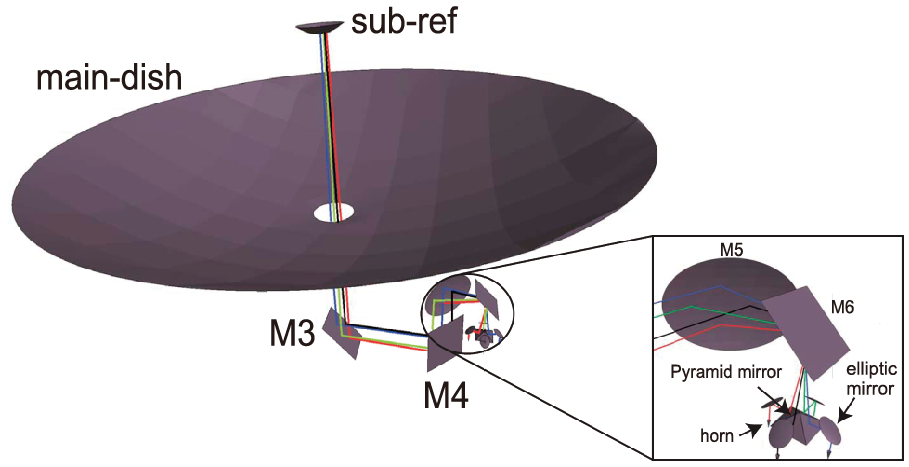 sub-ref
main-dish
M3
M4
M5
M6
Pyramid mirror
elliptic
mirror
horn